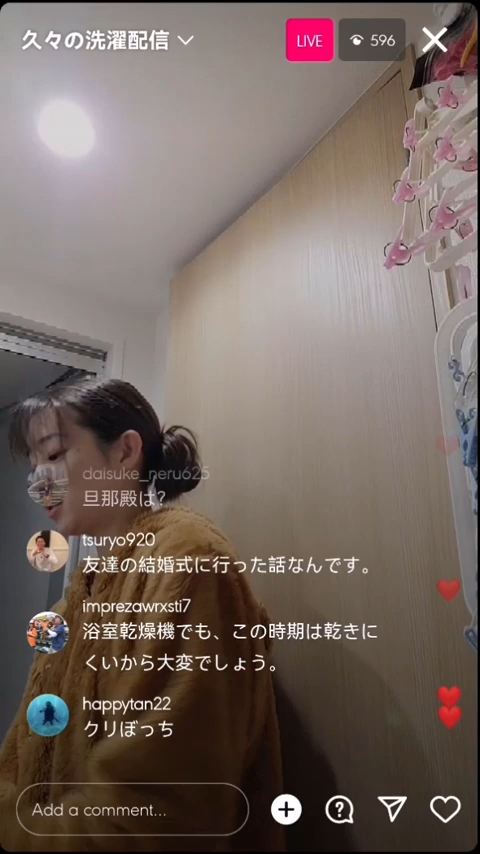 久々の洗濯配信
LIVE
596
daisuke_neru625
旦那殿は?
tsuryo920
友達の結婚式に行った話なんです。
imprezawrxsti7
浴室乾燥機でも、この時期は乾きに
くいから大変でしょう。
happytan22
クリぼっち
Add a comment...